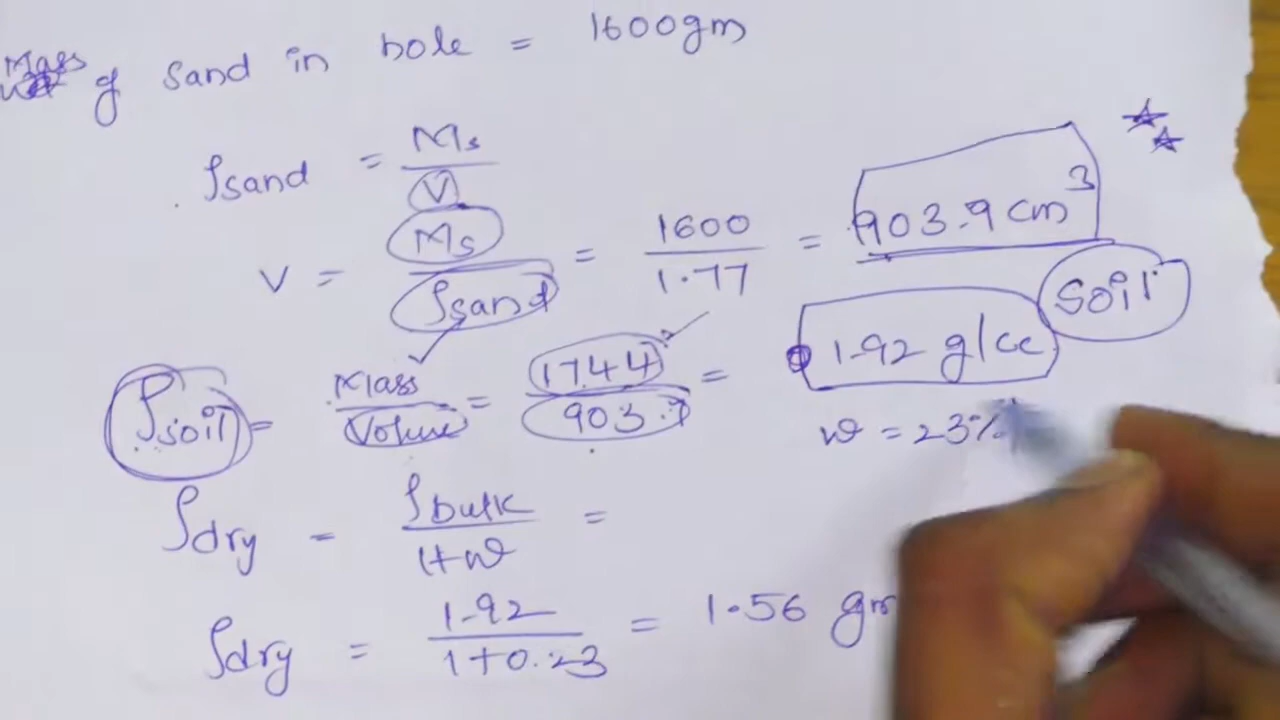 Mass of sand in hole = 1600gm
ρsand = Ms / V
V = Ms / ρsand = 1600 / 1.77 = 903.9 cm³
ρsoil = Mass / Volume = 1744 / 903.9 = 1.92 g/cc soil
w = 23%
ρdry = ρbulk / 1+w =
ρdry = 1.92 / 1+0.23 = 1.56 gm